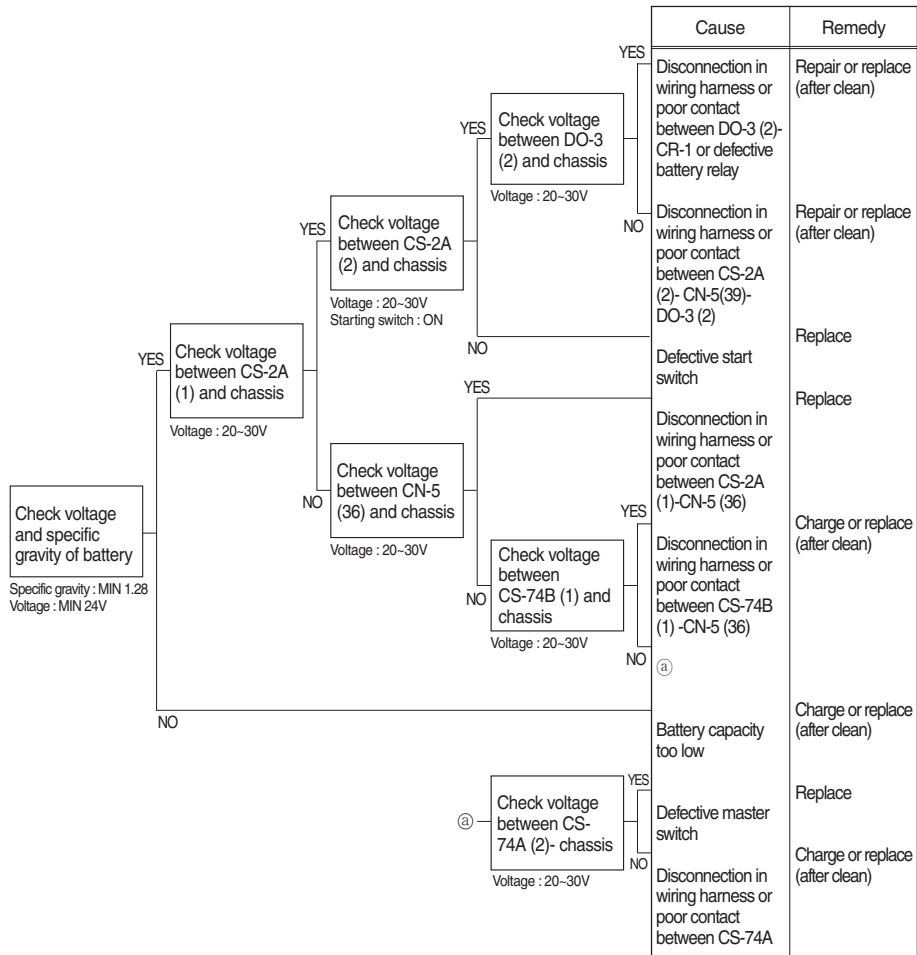 Cause
Remedy
YES
Disconnection in
wiring harness or
poor contact
between DO-3 (2)-
CR-1 or defective
battery relay
Repair or replace
(after clean)
YES
Check voltage
between DO-3
(2) and chassis
Voltage : 20~30V
NO
Disconnection in
wiring harness or
poor contact
between CS-2A
(2)- CN-5(39)-
DO-3 (2)
Repair or replace
(after clean)
YES
Check voltage
between CS-2A
(2) and chassis
Voltage : 20~30V
Starting switch : ON
NO
Defective start
switch
Replace
YES
Check voltage
between CS-2A
(1) and chassis
Voltage : 20~30V
YES
Disconnection in
wiring harness or
poor contact
between CS-2A
(1)-CN-5 (36)
Replace
NO
Check voltage
between CN-5
(36) and chassis
Voltage : 20~30V
YES
Disconnection in
wiring harness or
poor contact
between CS-74B
(1) -CN-5 (36)
Charge or replace
(after clean)
Check voltage
and specific
gravity of battery
Specific gravity : MIN 1.28
Voltage : MIN 24V
NO
Check voltage
between
CS-74B (1) and
chassis
Voltage : 20~30V
NO
ⓐ
NO
Battery capacity
too low
Charge or replace
(after clean)
ⓐ
Check voltage
between CS-
74A (2)- chassis
Voltage : 20~30V
YES
Defective master
switch
Replace
NO
Disconnection in
wiring harness or
poor contact
between CS-74A
Charge or replace
(after clean)